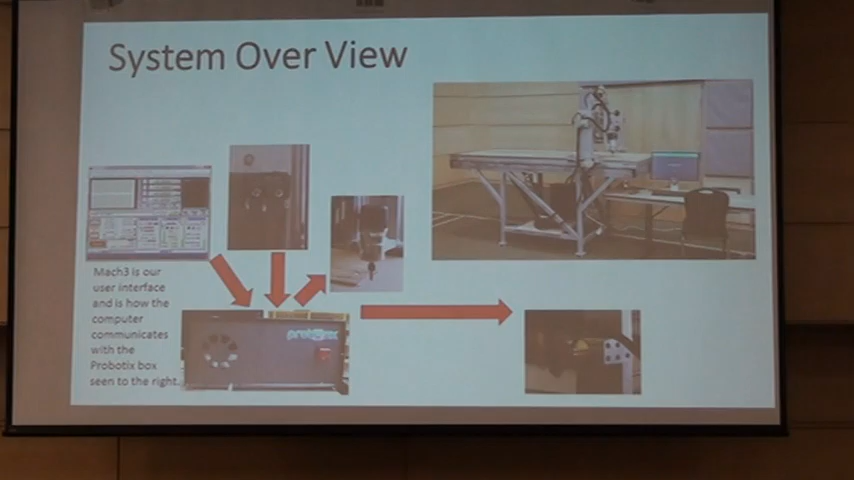 System Over View
Mach3 is our
user interface
and is how the
computer
communicates
with the
Probotix box
seen to the right.